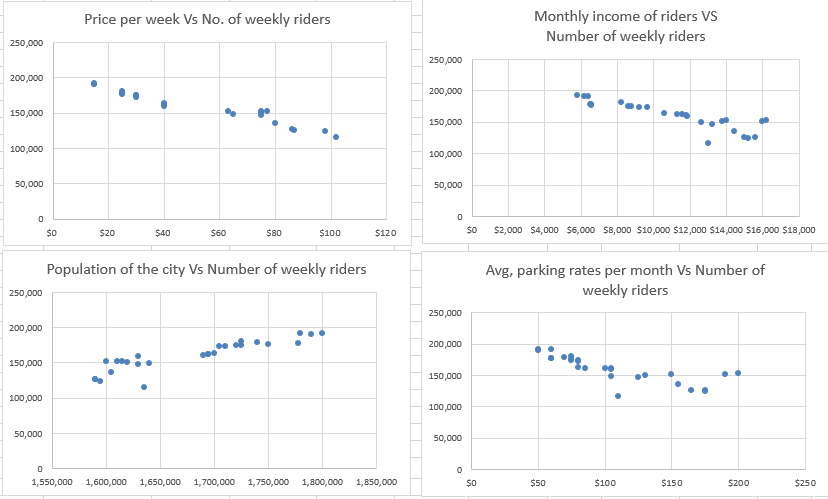 Price per week Vs No. of weekly riders
250,000
200,000
150,000
100,000
50,000
0
$0 $20 $40 $60 $80 $100 $120
Monthly income of riders VS
Number of weekly riders
250,000
200,000
150,000
100,000
50,000
0
$0 $2,000 $4,000 $6,000 $8,000 $10,000 $12,000 $14,000 $16,000 $18,000
Population of the city Vs Number of weekly riders
250,000
200,000
150,000
100,000
50,000
0
1,550,000 1,600,000 1,650,000 1,700,000 1,750,000 1,800,000 1,850,000
Avg, parking rates per month Vs Number of
weekly riders
250,000
200,000
150,000
100,000
50,000
0
$0 $50 $100 $150 $200 $250